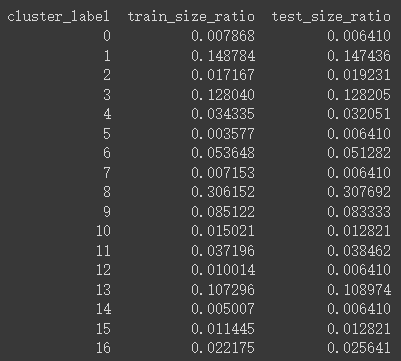 cluster_label train_size_ratio test_size_ratio
0 0.007868 0.006410
1 0.148784 0.147436
2 0.017167 0.019231
3 0.128040 0.128205
4 0.034335 0.032051
5 0.003577 0.006410
6 0.053648 0.051282
7 0.007153 0.006410
8 0.306152 0.307692
9 0.085122 0.083333
10 0.015021 0.012821
11 0.037196 0.038462
12 0.010014 0.006410
13 0.107296 0.108974
14 0.005007 0.006410
15 0.011445 0.012821
16 0.022175 0.025641